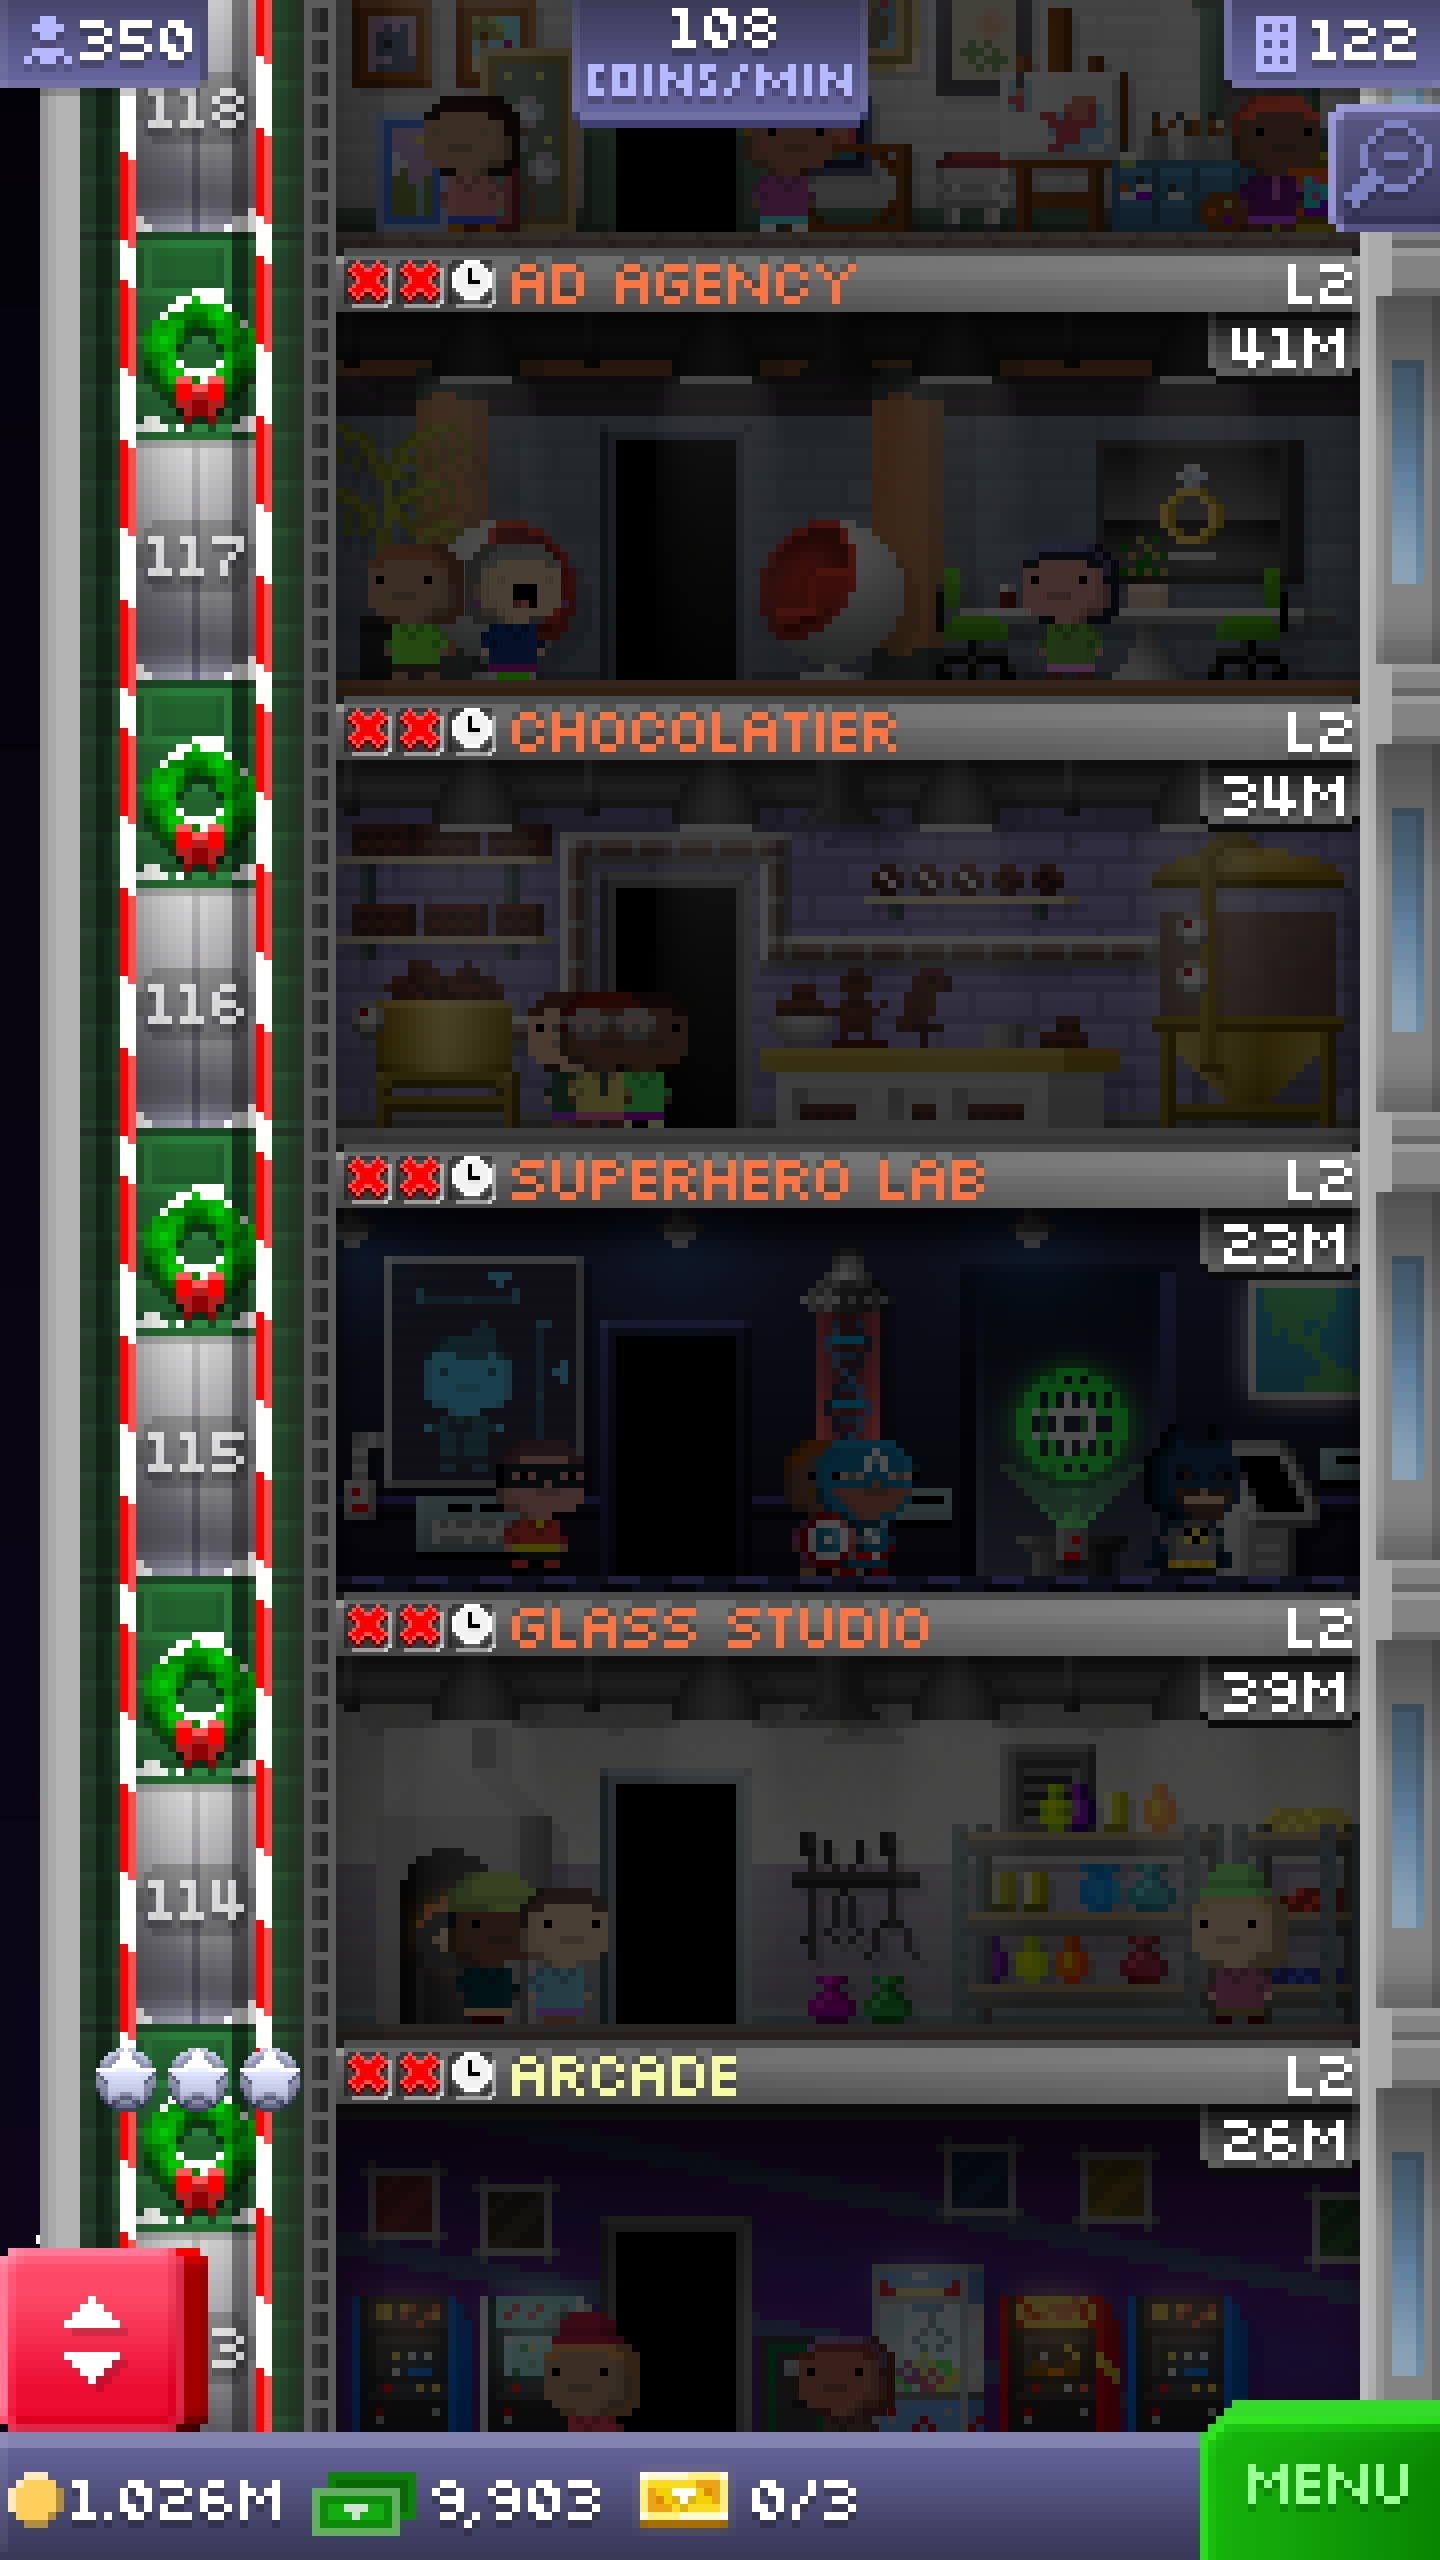 350
108
COINS/MIN
122
118
AD AGENCY L2
41M
117
CHOCOLATIER L2
34M
116
SUPERHERO LAB L2
23M
115
GLASS STUDIO L2
39M
114
ARCADE L2
26M
3
1.026M 9,903 0/3
MENU